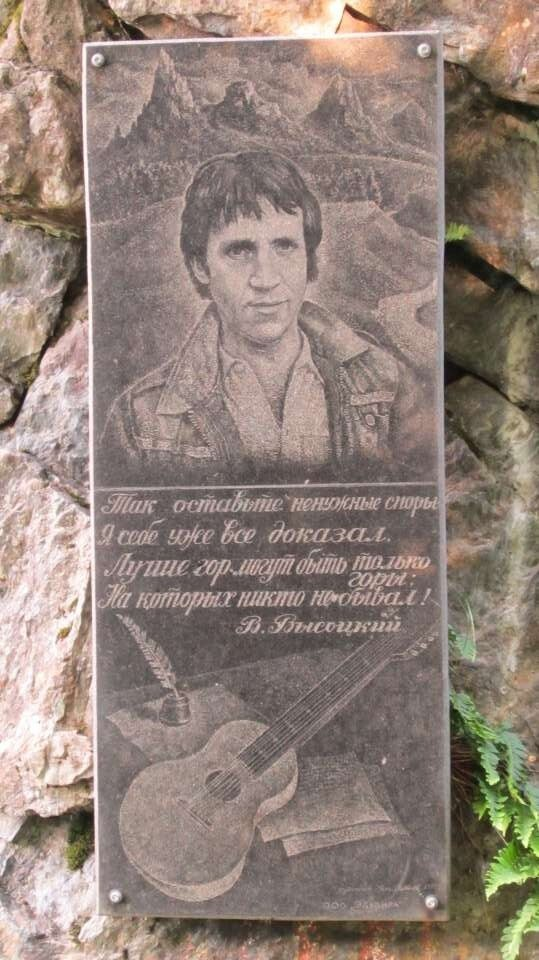 Так оставьте ненужные споры
Я себе уже все доказал.
Лучше гор могут быть только
горы:
На которых никто не бывал!
В. Высоцкий
ООО